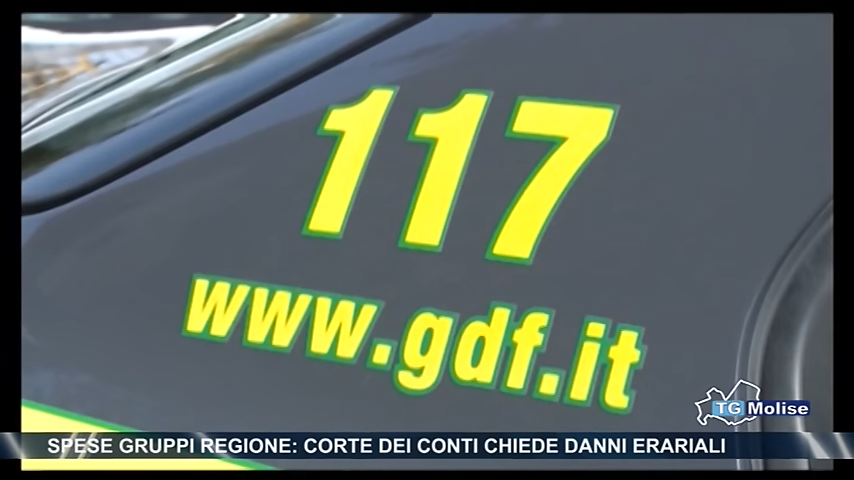 117
www.gdf.it
TG Molise
SPESE GRUPPI REGIONE: CORTE DEI CONTI CHIEDE DANNI ERARIALI